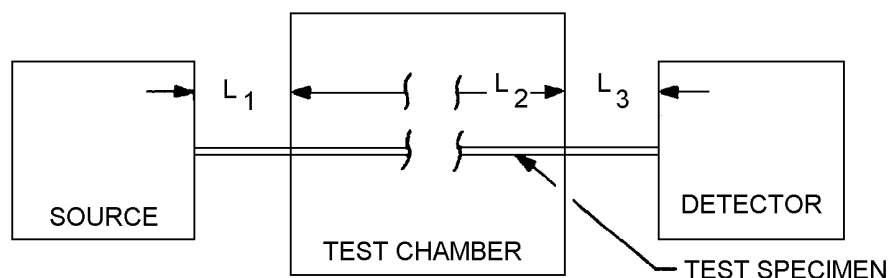 L1
L2
L3
SOURCE
TEST CHAMBER
DETECTOR
TEST SPECIMEN